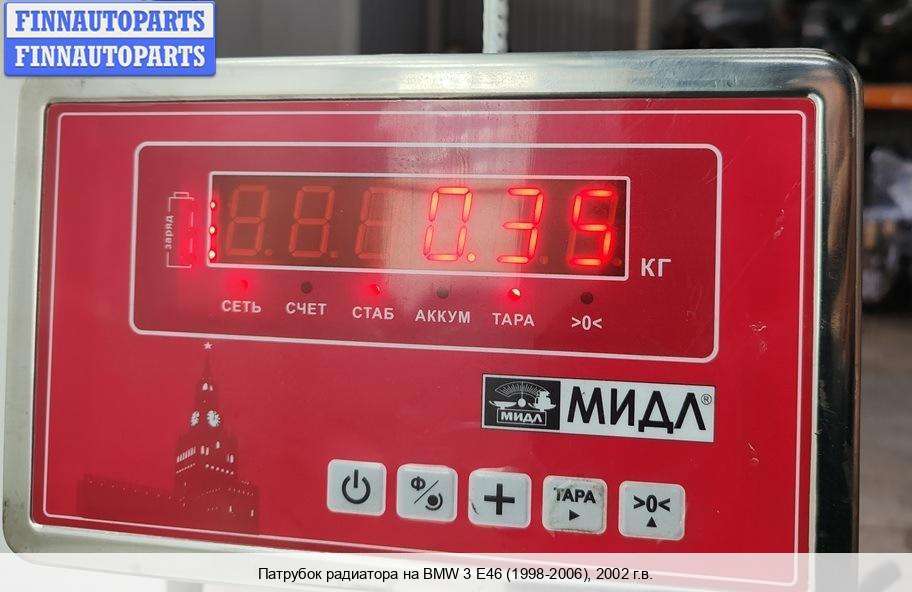 FINNAUTOPARTS
FINNAUTOPARTS
заряд
0.35
КГ
СЕТЬ СЧЕТ СТАБ АККУМ ТАРА >0<
МИДЛ МИДЛ®
Ф ТАРА >0<
Патрубок радиатора на BMW 3 E46 (1998-2006), 2002 г.в.